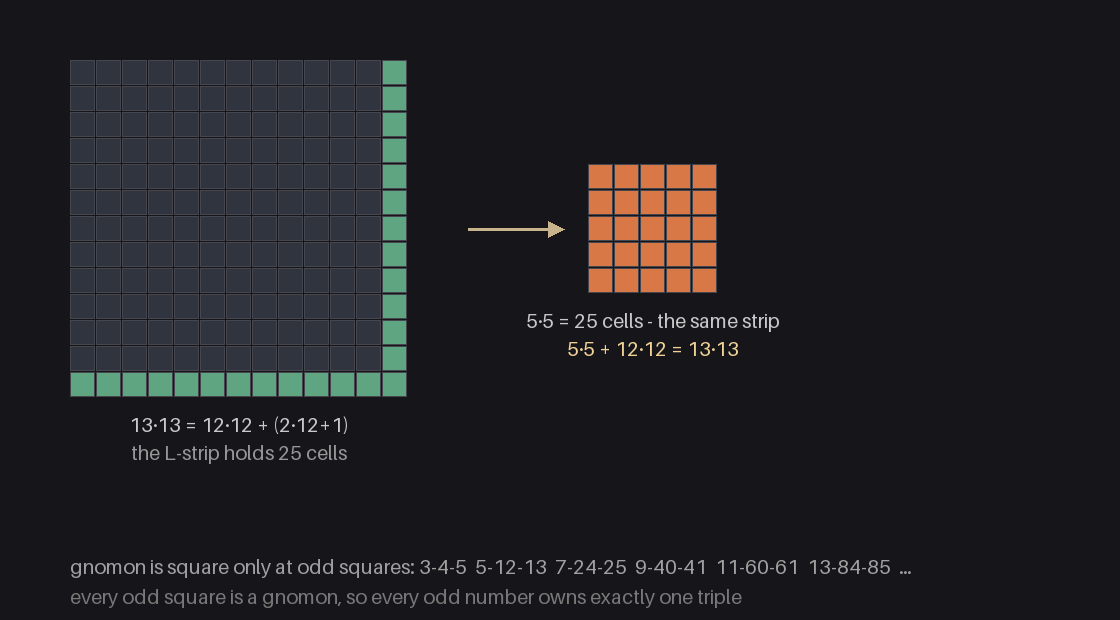 5·5 = 25 cells - the same strip
5·5 + 12·12 = 13·13
13·13 = 12·12 + (2·12+1)
the L-strip holds 25 cells
gnomon is square only at odd squares: 3-4-5  5-12-13  7-24-25  9-40-41  11-60-61  13-84-85  ...
every odd square is a gnomon, so every odd number owns exactly one triple